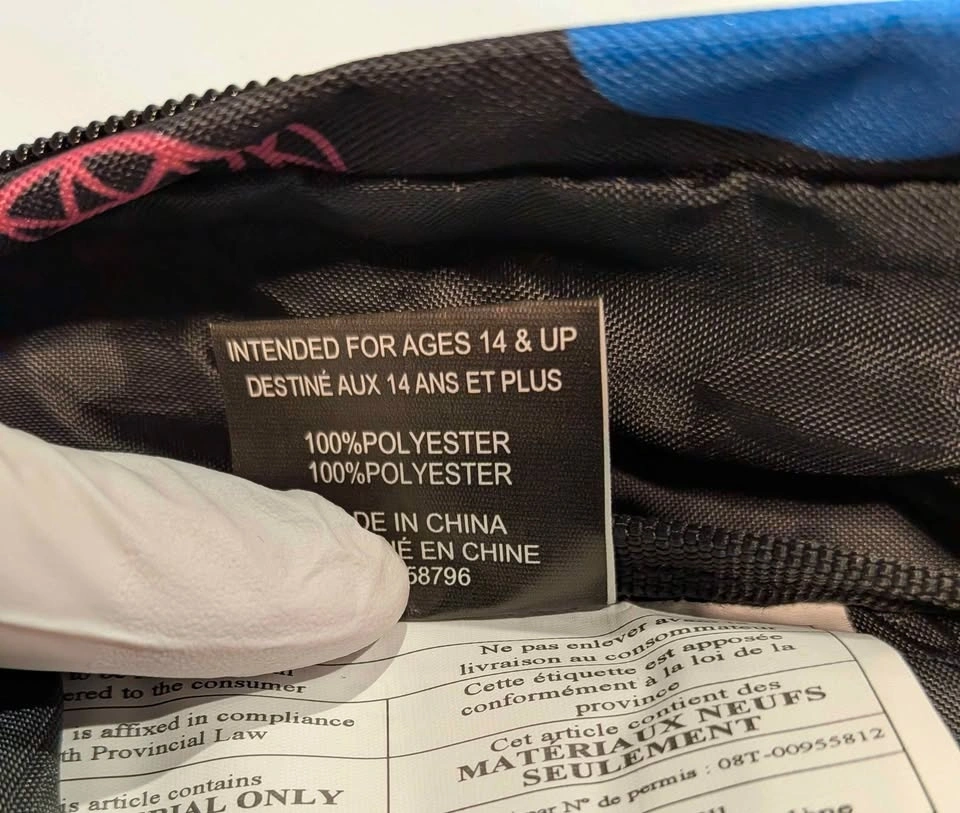 INTENDED FOR AGES 14 & UP
DESTINÉ AUX 14 ANS ET PLUS
100%POLYESTER
100%POLYESTER
DE IN CHINA
É EN CHINE
58796
ered to the consumer
is affixed in compliance
th Provincial Law
is article contains
IAL ONLY
Ne pas enlever av
livraison au consommateur
Cette étiquette est apposée
conformément à la loi de la
province
Cet article contient des
MATÉRIAUX NEUFS
SEULEMENT
par Nº de permis : 08T-00955812